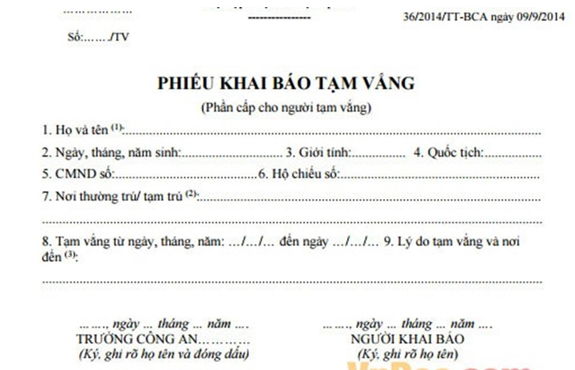 ………………
36/2014/TT-BCA ngày 09/9/2014
Số:……/TV
PHIẾU KHAI BÁO TẠM VẮNG
(Phần cấp cho người tạm vắng)
1. Họ và tên (1):
2. Ngày, tháng, năm sinh: 3. Giới tính: 4. Quốc tịch:
5. CMND số: 6. Hộ chiếu số:
7. Nơi thường trú/ tạm trú (2):
8. Tạm vắng từ ngày, tháng, năm: …/…/… đến ngày …/…/… 9. Lý do tạm vắng và nơi
đến (3):
……., ngày … tháng … năm …. ……., ngày … tháng … năm ….
TRƯỞNG CÔNG AN………… NGƯỜI KHAI BÁO
(Ký, ghi rõ họ tên và đóng dấu) (Ký, ghi rõ họ tên)